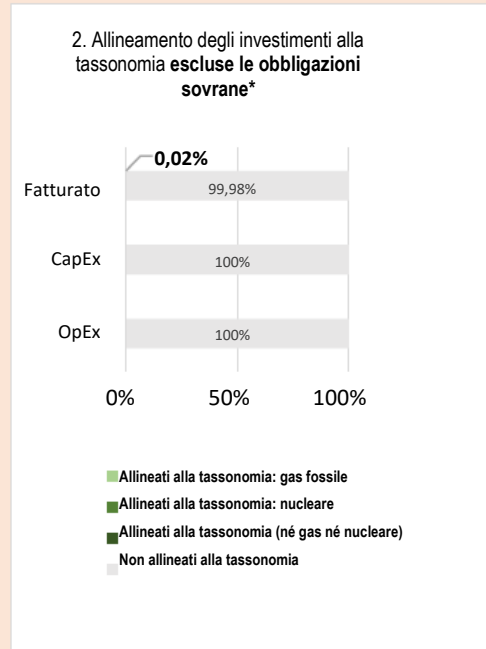 2. Allineamento degli investimenti alla
tassonomia escluse le obbligazioni
sovrane*
0,02%
Fatturato
99,98%
CapEx
100%
OpEx
100%
0%
50%
100%
Allineati alla tassonomia: gas fossile
Allineati alla tassonomia: nucleare
Allineati alla tassonomia (né gas né nucleare)
Non allineati alla tassonomia